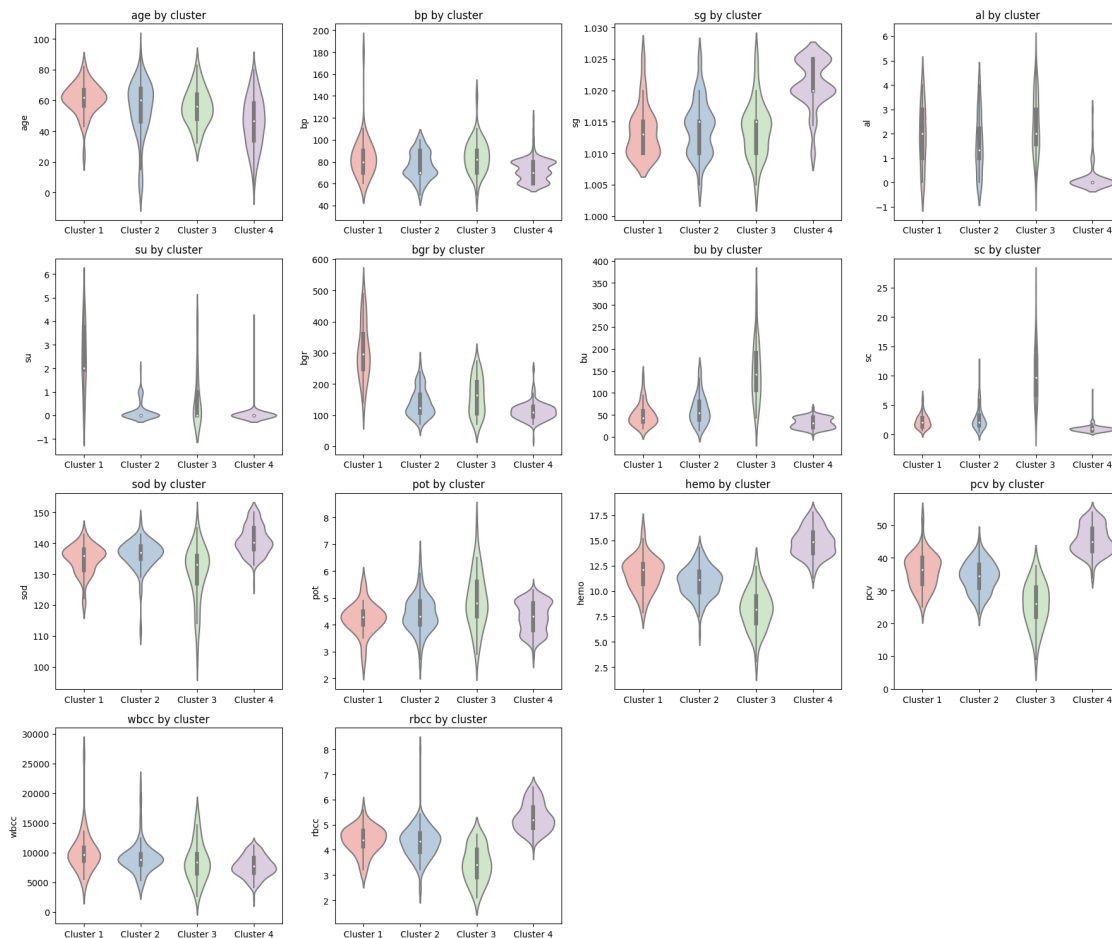 age by cluster
100
80
60
40
20
0
age
Cluster 1 Cluster 2 Cluster 3 Cluster 4
bp by cluster
200
180
160
140
120
100
80
60
40
bp
Cluster 1 Cluster 2 Cluster 3 Cluster 4
sg by cluster
1.030
1.025
1.020
1.015
1.010
1.005
1.000
sg
Cluster 1 Cluster 2 Cluster 3 Cluster 4
al by cluster
6
5
4
3
2
1
0
−1
al
Cluster 1 Cluster 2 Cluster 3 Cluster 4
su by cluster
6
5
4
3
2
1
0
−1
su
Cluster 1 Cluster 2 Cluster 3 Cluster 4
bgr by cluster
600
500
400
300
200
100
0
bgr
Cluster 1 Cluster 2 Cluster 3 Cluster 4
bu by cluster
400
350
300
250
200
150
100
50
0
bu
Cluster 1 Cluster 2 Cluster 3 Cluster 4
sc by cluster
25
20
15
10
5
0
sc
Cluster 1 Cluster 2 Cluster 3 Cluster 4
sod by cluster
150
140
130
120
110
100
sod
Cluster 1 Cluster 2 Cluster 3 Cluster 4
pot by cluster
8
7
6
5
4
3
2
pot
Cluster 1 Cluster 2 Cluster 3 Cluster 4
hemo by cluster
17.5
15.0
12.5
10.0
7.5
5.0
2.5
hemo
Cluster 1 Cluster 2 Cluster 3 Cluster 4
pcv by cluster
50
40
30
20
10
0
pcv
Cluster 1 Cluster 2 Cluster 3 Cluster 4
wbcc by cluster
30000
25000
20000
15000
10000
5000
0
wbcc
Cluster 1 Cluster 2 Cluster 3 Cluster 4
rbcc by cluster
8
7
6
5
4
3
2
rbcc
Cluster 1 Cluster 2 Cluster 3 Cluster 4